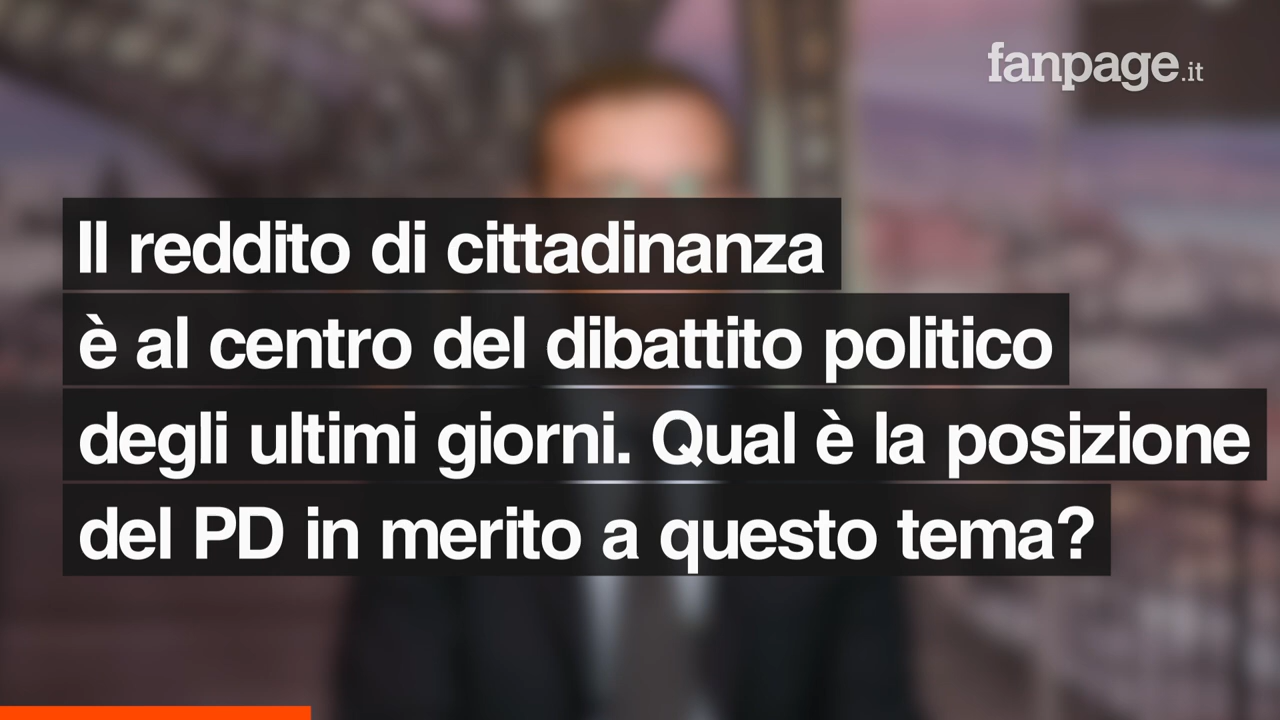 fanpage.it
Il reddito di cittadinanza
è al centro del dibattito politico
degli ultimi giorni. Qual è la posizione
del PD in merito a questo tema?